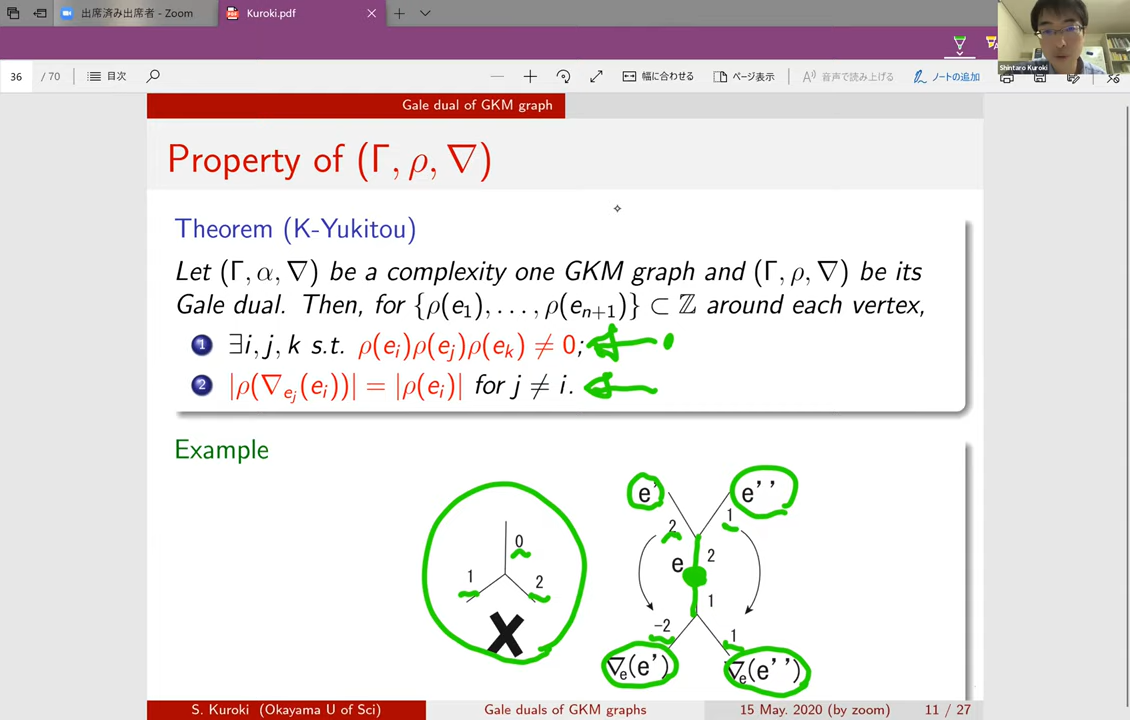 出席済み出席者 - Zoom
Kuroki.pdf
36 / 70
目次
幅に合わせる
ページ表示
音声で読み上げる
ノートの追加
Shintaro Kuroki
Gale dual of GKM graph
Property of (Γ, ρ, ∇)
Theorem (K-Yukitou)
Let (Γ, α, ∇) be a complexity one GKM graph and (Γ, ρ, ∇) be its
Gale dual. Then, for {ρ(e₁), . . . , ρ(eₙ₊₁)} ⊂ ℤ around each vertex,
1 ∃i, j, k s.t. ρ(eᵢ)ρ(eⱼ)ρ(eₖ) ≠ 0;
2 |ρ(∇ₑⱼ(eᵢ))| = |ρ(eᵢ)| for j ≠ i.
Example
0
1
2
X
e'
e''
2
1
e
2
1
-2
1
∇ₑ(e')
∇ₑ(e'')
S. Kuroki (Okayama U of Sci)
Gale duals of GKM graphs
15 May. 2020 (by zoom)
11 / 27